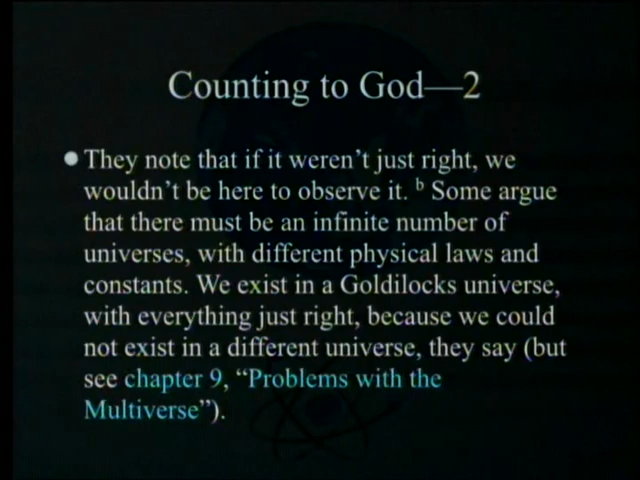 Counting to God—2
● They note that if it weren't just right, we
wouldn't be here to observe it. ᵇ Some argue
that there must be an infinite number of
universes, with different physical laws and
constants. We exist in a Goldilocks universe,
with everything just right, because we could
not exist in a different universe, they say (but
see chapter 9, “Problems with the
Multiverse”).